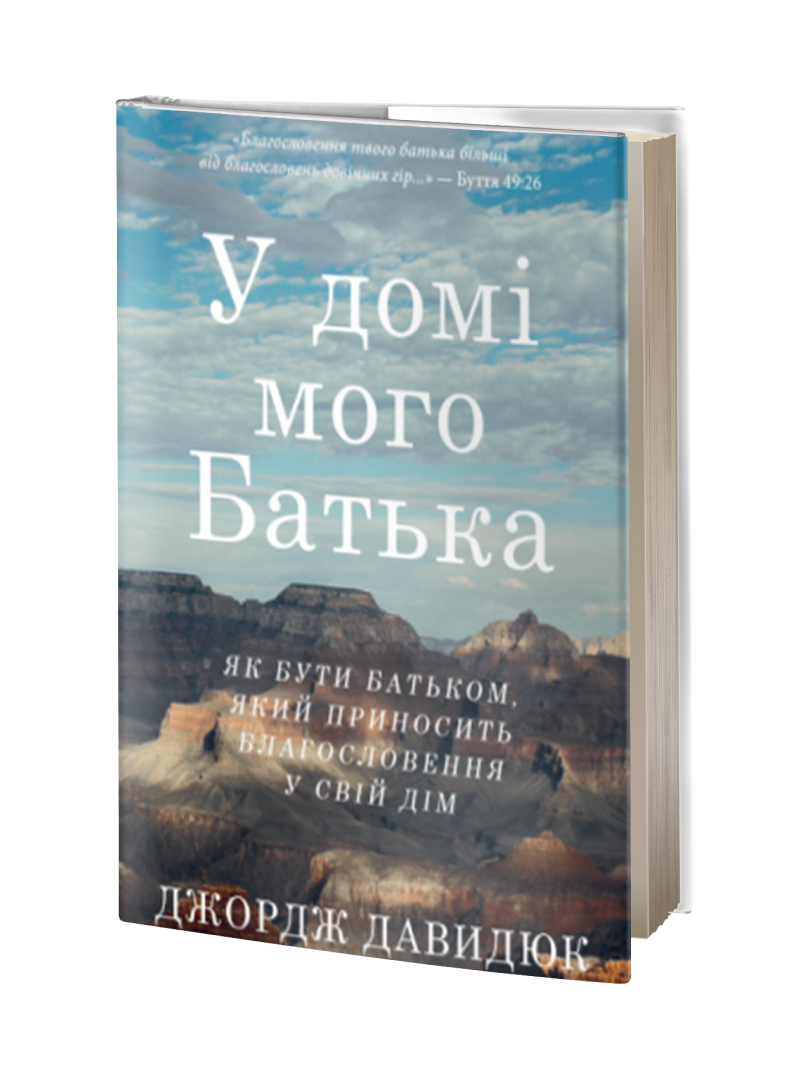 «Благословення твого батька більші
від благословень довічних гір...» — Буття 49:26
У домі
мого
Батька
ЯК БУТИ БАТЬКОМ,
ЯКИЙ ПРИНОСИТЬ
БЛАГОСЛОВЕННЯ
У СВІЙ ДІМ
ДЖОРДЖ ДАВИДЮК